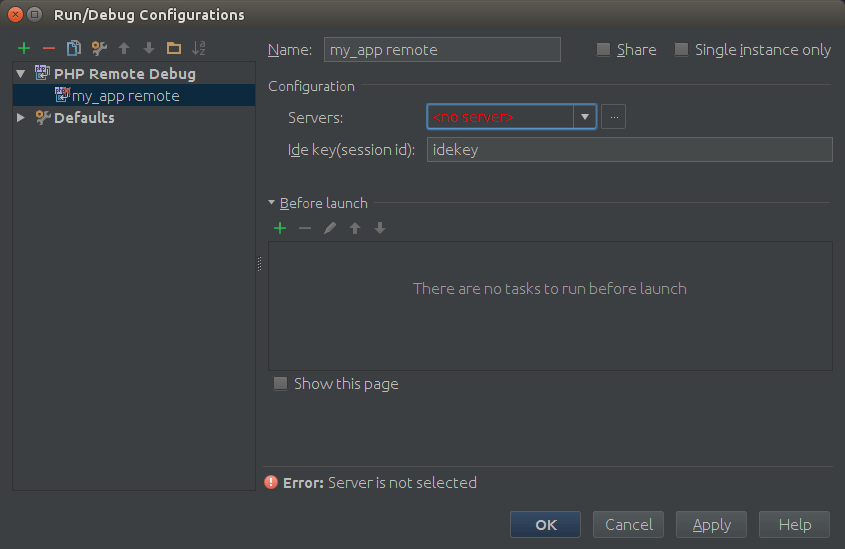 Run/Debug Configurations
Name: my_app remote Share Single instance only
PHP Remote Debug
my_app remote
Defaults
Configuration
Servers: <no server> ...
Ide key(session id): idekey
Before launch
There are no tasks to run before launch
Show this page
Error: Server is not selected
OK Cancel Apply Help